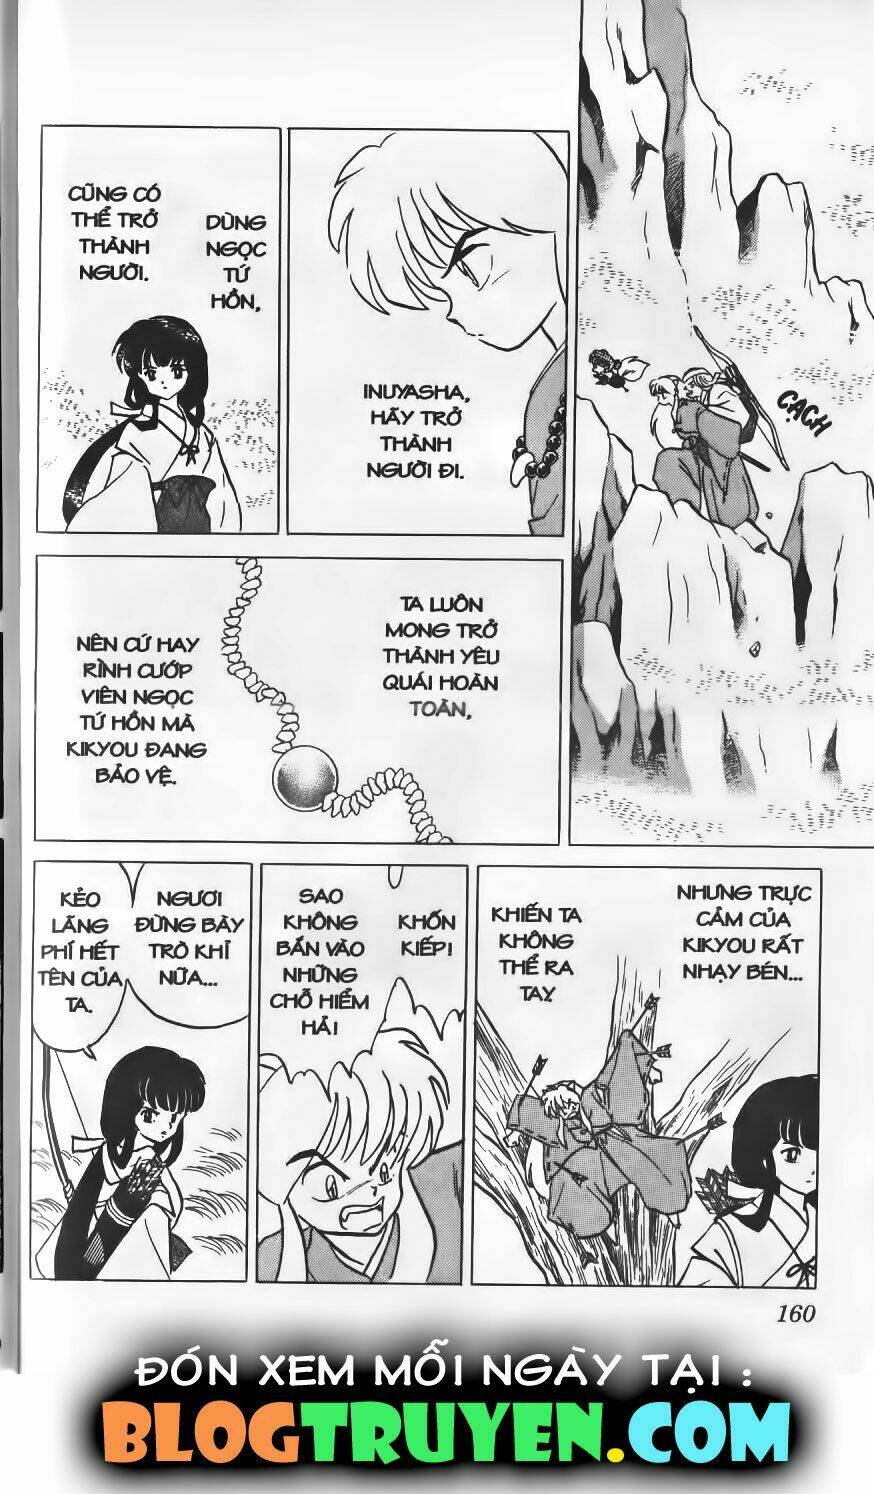 CẠCH
INUYASHA,
HÃY TRỞ
THÀNH
NGƯỜI ĐI.
DÙNG
NGỌC
TỨ
HỒN,
CŨNG CÓ
THỂ TRỞ
THÀNH
NGƯỜI.
TA LUÔN
MONG TRỞ
THÀNH YÊU
QUÁI HOÀN
TOÀN,
NÊN CỨ HAY
RÌNH CƯỚP
VIÊN NGỌC
TỨ HỒN MÀ
KIKYOU ĐANG
BẢO VỆ.
NHƯNG TRỰC
CẢM CỦA
KIKYOU RẤT
NHẠY BÉN...
KHIẾN TA
KHÔNG
THỂ RA
TAY.
KHỐN
KIẾP!
SAO
KHÔNG
BẮN VÀO
NHỮNG
CHỖ HIỂM
HẢ!
NGƯƠI
ĐỪNG BÀY
TRÒ KHỈ
NỮA...
KẺO
LÃNG
PHÍ HẾT
TÊN CỦA
TA.
160
ĐÓN XEM MỖI NGÀY TẠI :
BLOGTRUYEN.COM